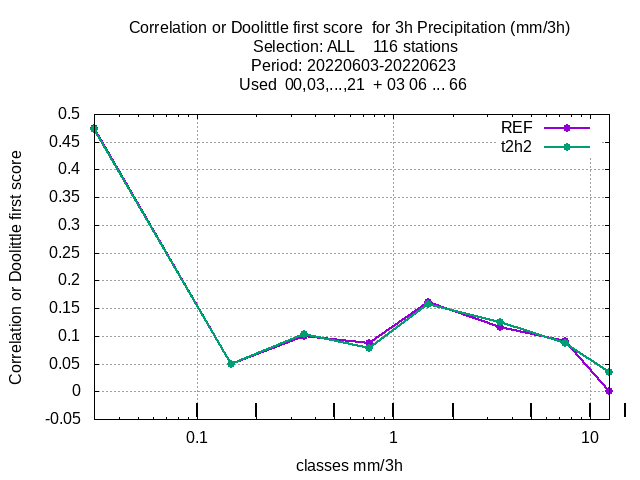 Correlation or Doolittle first score  for 3h Precipitation (mm/3h)
Selection: ALL    116 stations
Period: 20220603-20220623
Used  00,03,...,21  + 03 06 ... 66
REF
t2h2
0.5
0.45
0.4
0.35
0.3
0.25
0.2
0.15
0.1
0.05
0
-0.05
Correlation or Doolittle first score
0.1 1 10
classes mm/3h